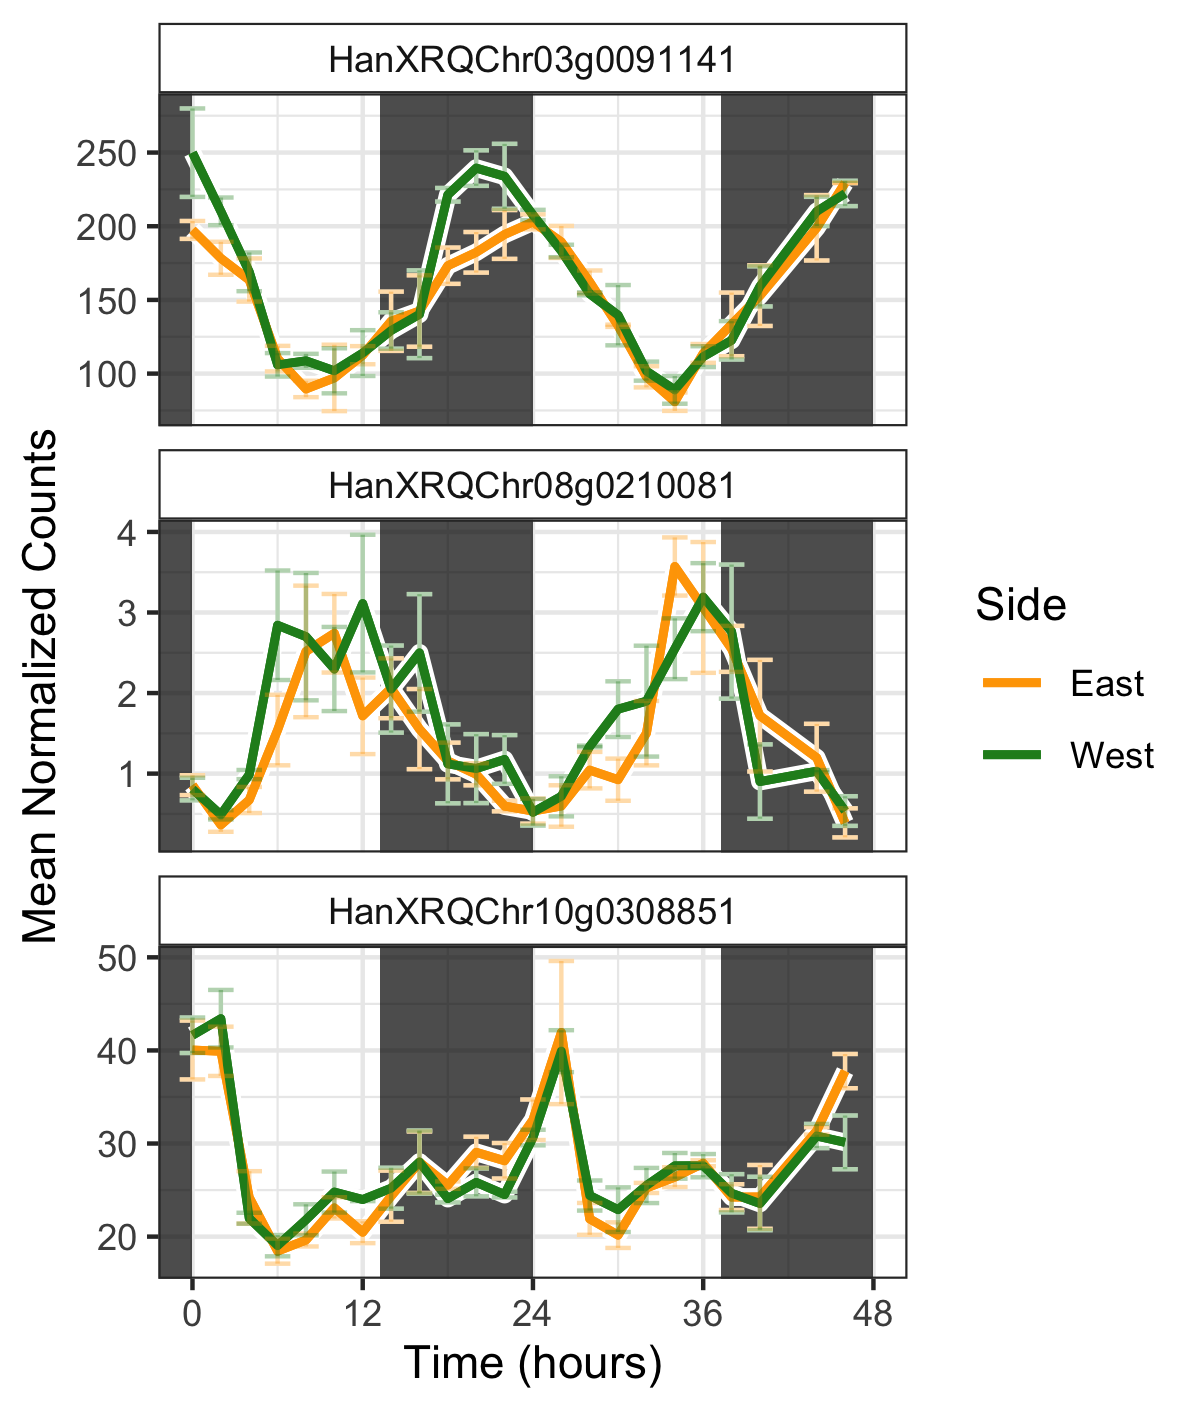 HanXRQChr03g0091141
250
200
150
100
HanXRQChr08g0210081
4
3
2
1
HanXRQChr10g0308851
50
40
30
20
0 12 24 36 48
Time (hours)
Mean Normalized Counts
Side
East
West